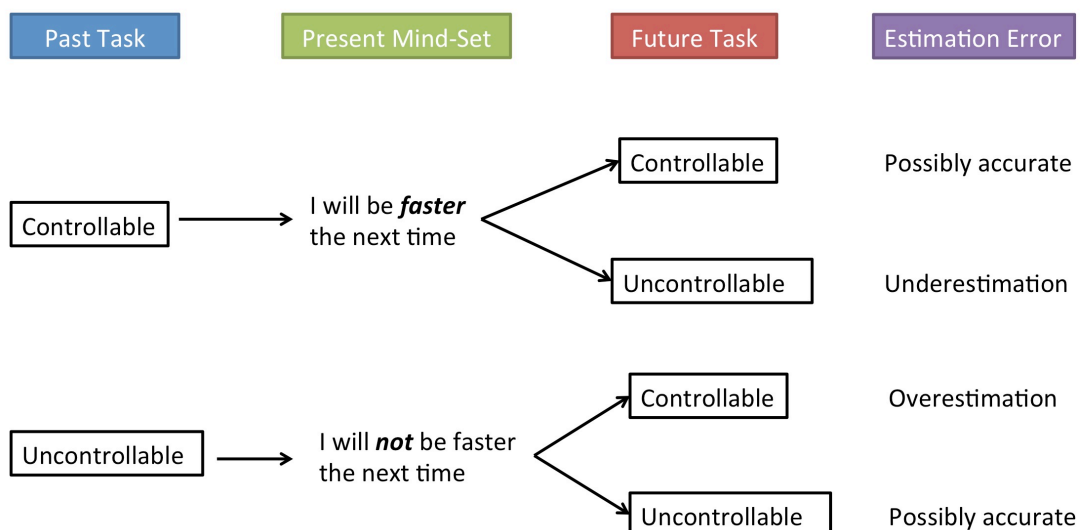 Past Task
Present Mind-Set
Future Task
Estimation Error
Controllable
I will be faster
the next time
Controllable
Possibly accurate
Uncontrollable
Underestimation
Uncontrollable
I will not be faster
the next time
Controllable
Overestimation
Uncontrollable
Possibly accurate